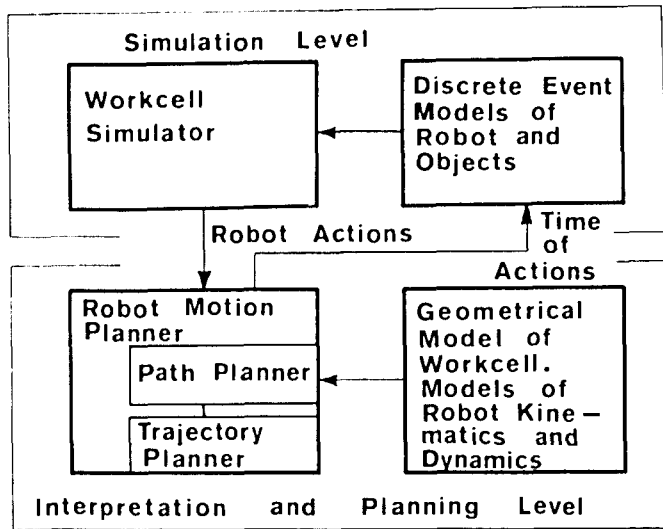 Simulation Level
Workcell
Simulator
Discrete Event
Models of
Robot and
Objects
Robot Actions
Time
of
Actions
Robot Motion
Planner
Path Planner
Trajectory
Planner
Geometrical
Model of
Workcell.
Models of
Robot Kine-
matics and
Dynamics
Interpretation and Planning Level